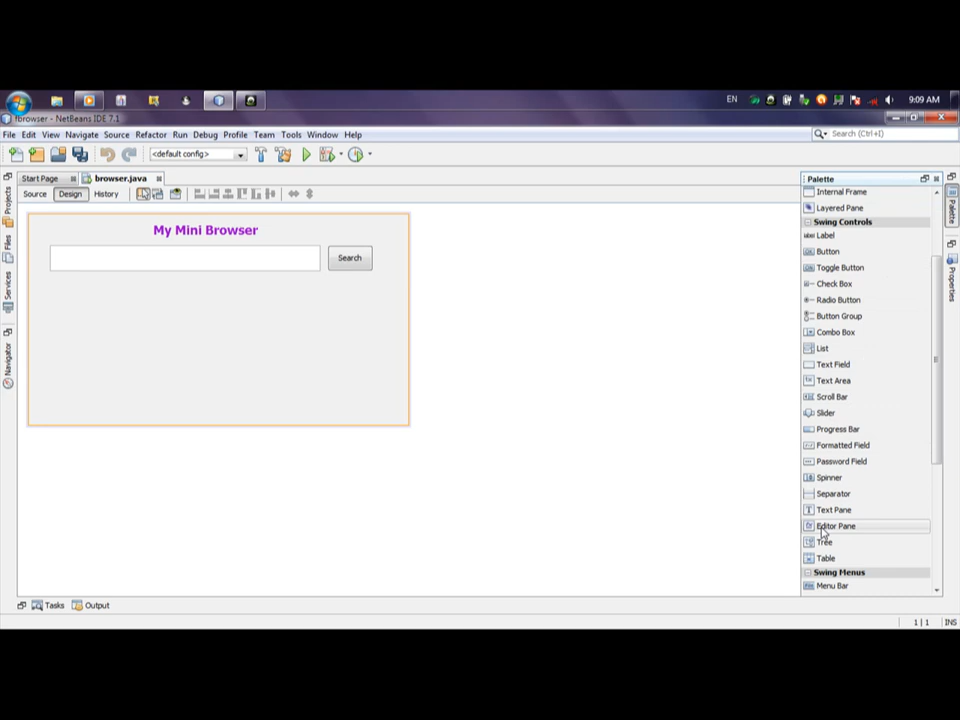 EN
9:09 AM
fbrowser - NetBeans IDE 7.1
File Edit View Navigate Source Refactor Run Debug Profile Team Tools Window Help
Search (Ctrl+I)
<default config>
Start Page
browser.java
Source Design History
My Mini Browser
Search
Projects
Files
Services
Navigator
Palette
Internal Frame
Layered Pane
Swing Controls
Label
Button
Toggle Button
Check Box
Radio Button
Button Group
Combo Box
List
Text Field
Text Area
Scroll Bar
Slider
Progress Bar
Formatted Field
Password Field
Spinner
Separator
Text Pane
Editor Pane
Tree
Table
Swing Menus
Menu Bar
Palette
Properties
Tasks Output
1 | 1 INS